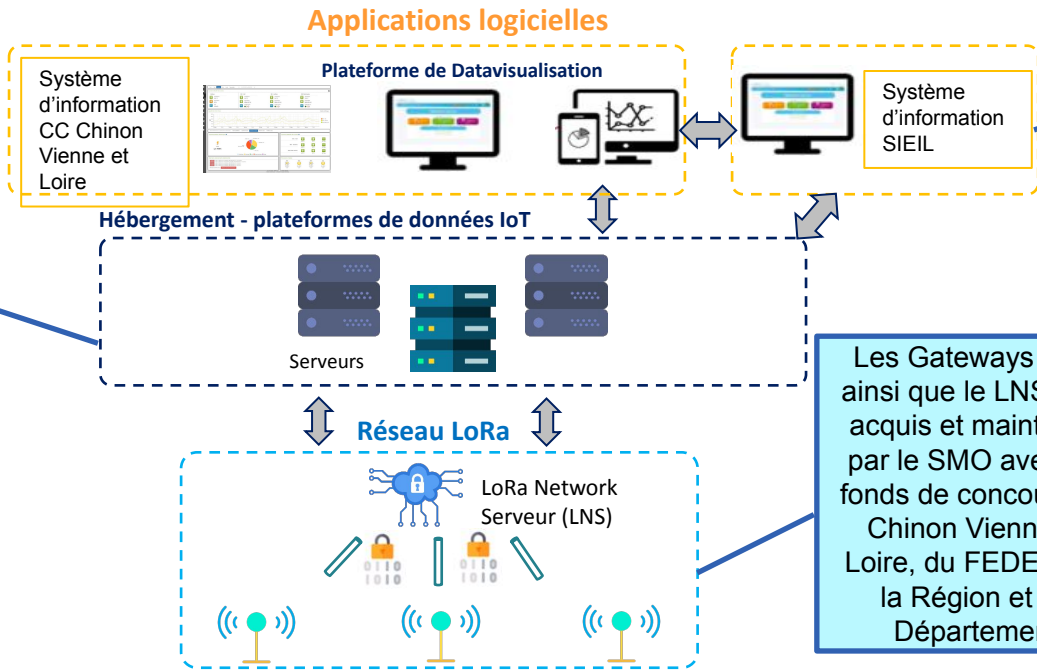 Applications logicielles
Système
d'information
CC Chinon
Vienne et
Loire
Plateforme de Datavisualisation
Système
d'information
SIEIL
Hébergement - plateformes de données IoT
Serveurs
Réseau LoRa
LoRa Network
Serveur (LNS)
Les Gateways
ainsi que le LNS
acquis et maint
par le SMO ave
fonds de concou
Chinon Vienn
Loire, du FEDE
la Région et
Départeme